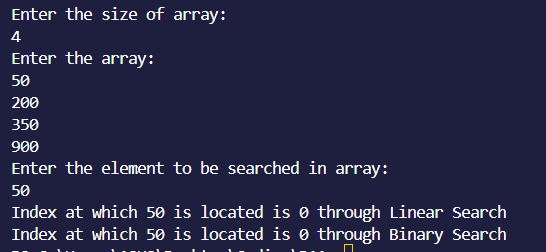 Enter the size of array:
4
Enter the array:
50
200
350
900
Enter the element to be searched in array:
50
Index at which 50 is located is 0 through Linear Search
Index at which 50 is located is 0 through Binary Search